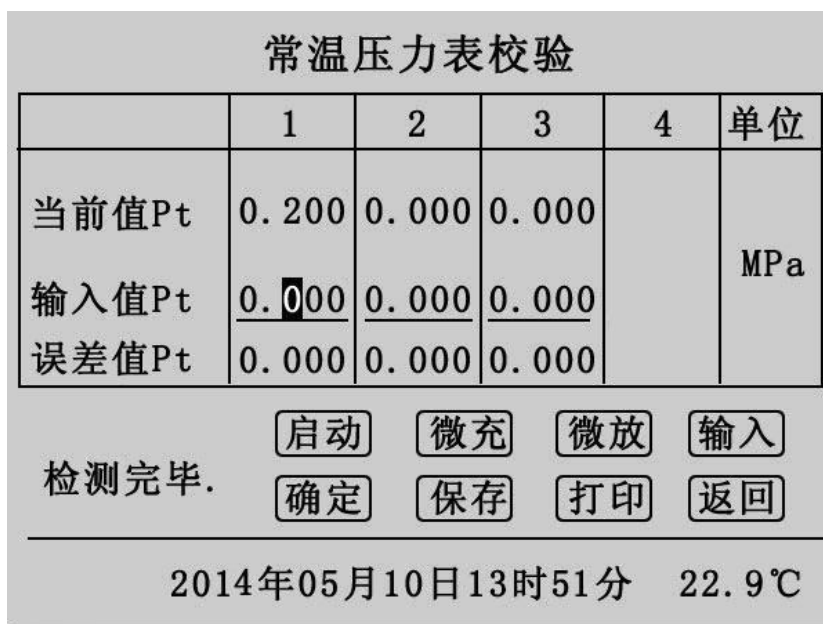 常温压力表校验
1 2 3 4 单位
当前值Pt 0.200 0.000 0.000
MPa
输入值Pt 0.000 0.000 0.000
误差值Pt 0.000 0.000 0.000
启动 微充 微放 输入
检测完毕.
确定 保存 打印 返回
2014年05月10日13时51分 22.9℃